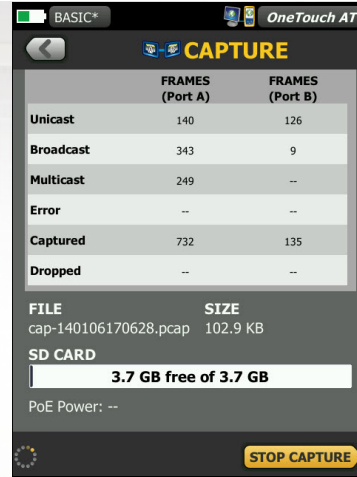 BASIC*
OneTouch AT
CAPTURE
FRAMES (Port A) FRAMES (Port B)
Unicast 140 126
Broadcast 343 9
Multicast 249 --
Error -- --
Captured 732 135
Dropped -- --
FILE SIZE
cap-140106170628.pcap 102.9 KB
SD CARD
3.7 GB free of 3.7 GB
PoE Power: --
STOP CAPTURE